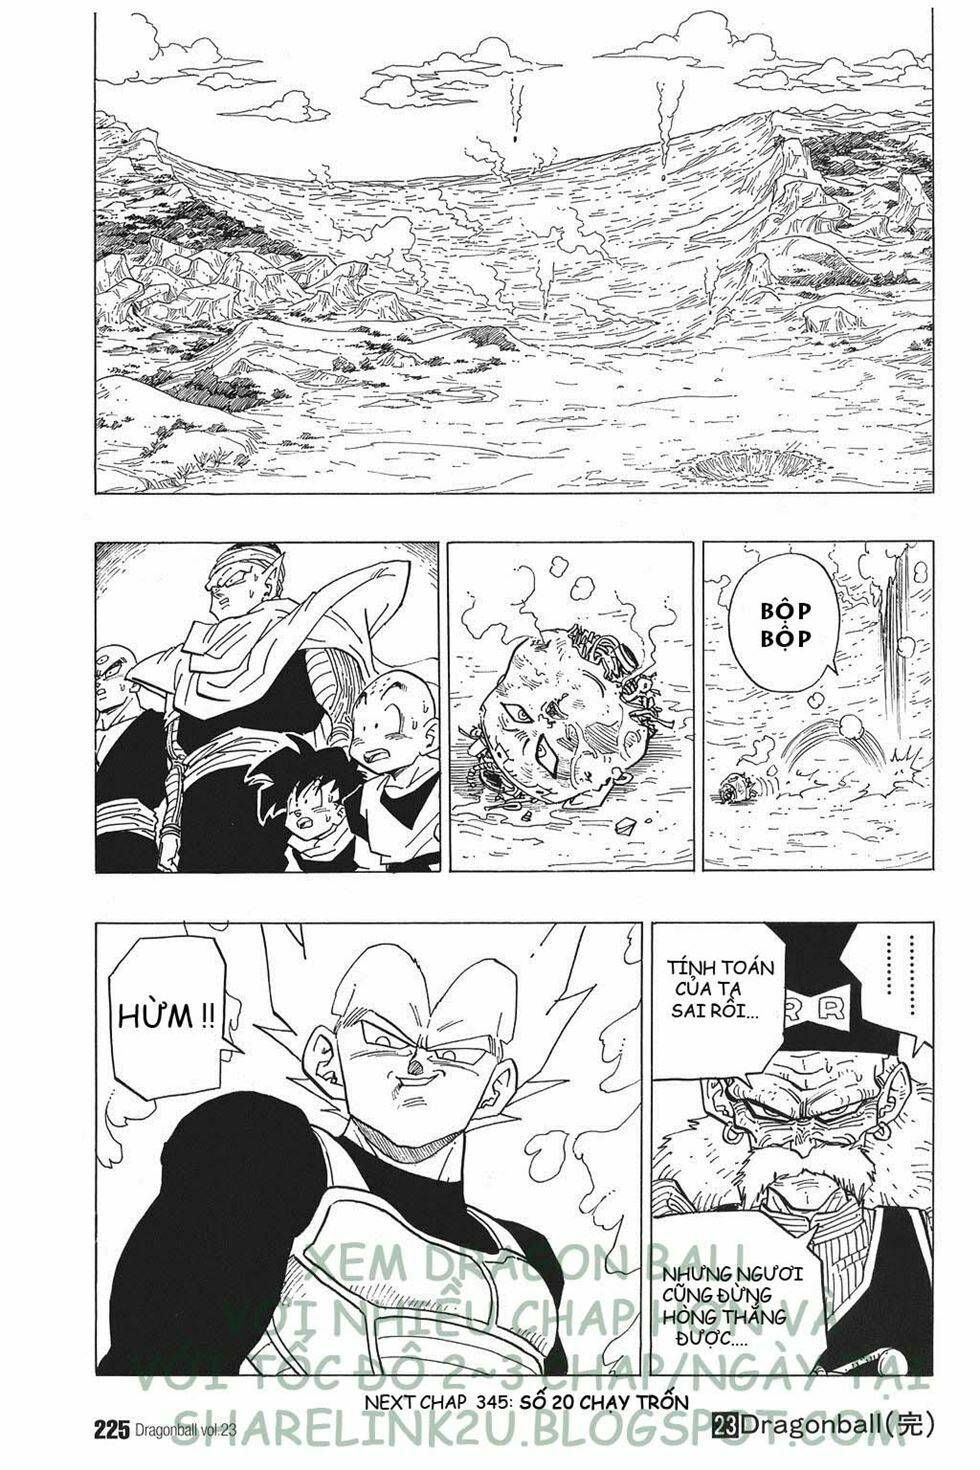 BỘP
BỘP
TÍNH TOÁN
CỦA TA
SAI RỒI...
R R
NHƯNG NGƯƠI
CŨNG ĐỪNG
HÒNG THẮNG
ĐƯỢC....
HỪM !!
XEM DRAGON BALL
VỚI NHIỀU CHAP HƠN VÀ
VỚI TỐC ĐỘ 2~3 CHAP/NGÀY TẠI
SHARELINK2U.BLOGSPOT.COM
NEXT CHAP 345: SỐ 20 CHẠY TRỐN
225 Dragonball vol.23
23 Dragonball(完)